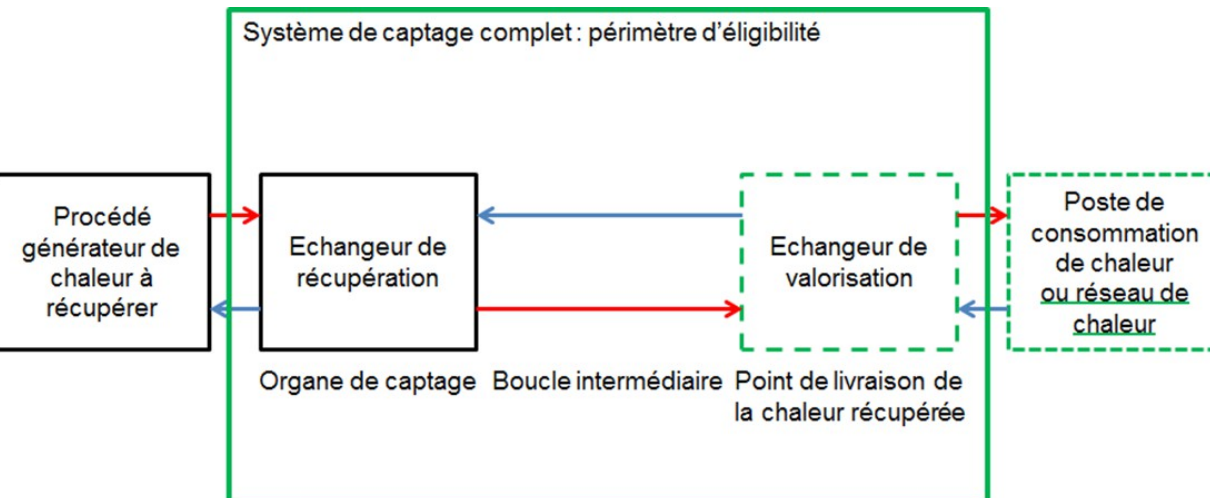 Système de captage complet : périmètre d’éligibilité
Procédé
générateur de
chaleur à
récupérer
Echangeur de
récupération
Echangeur de
valorisation
Poste de
consommation
de chaleur
ou réseau de
chaleur
Organe de captage
Boucle intermédiaire
Point de livraison de
la chaleur récupérée